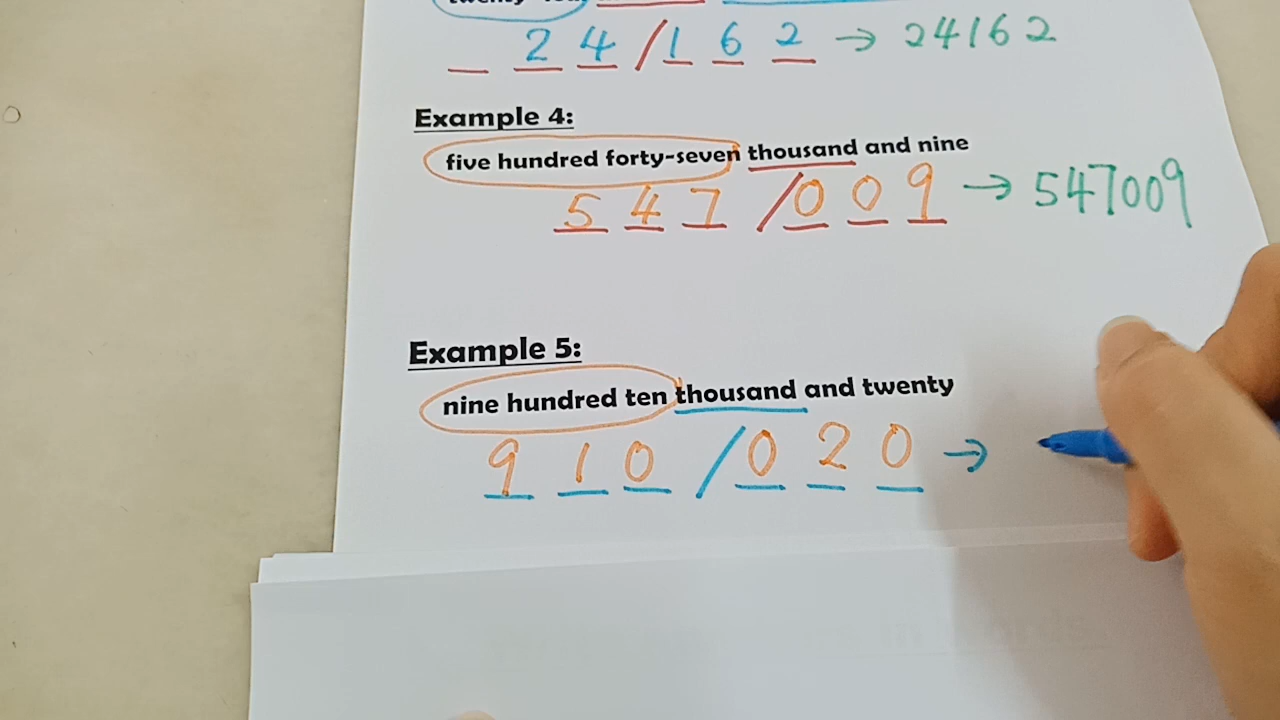 2 4 / 1 6 2 → 24162
Example 4:
five hundred forty-seven thousand and nine
5 4 7 / 0 0 9 → 547009
Example 5:
nine hundred ten thousand and twenty
9 1 0 / 0 2 0 →